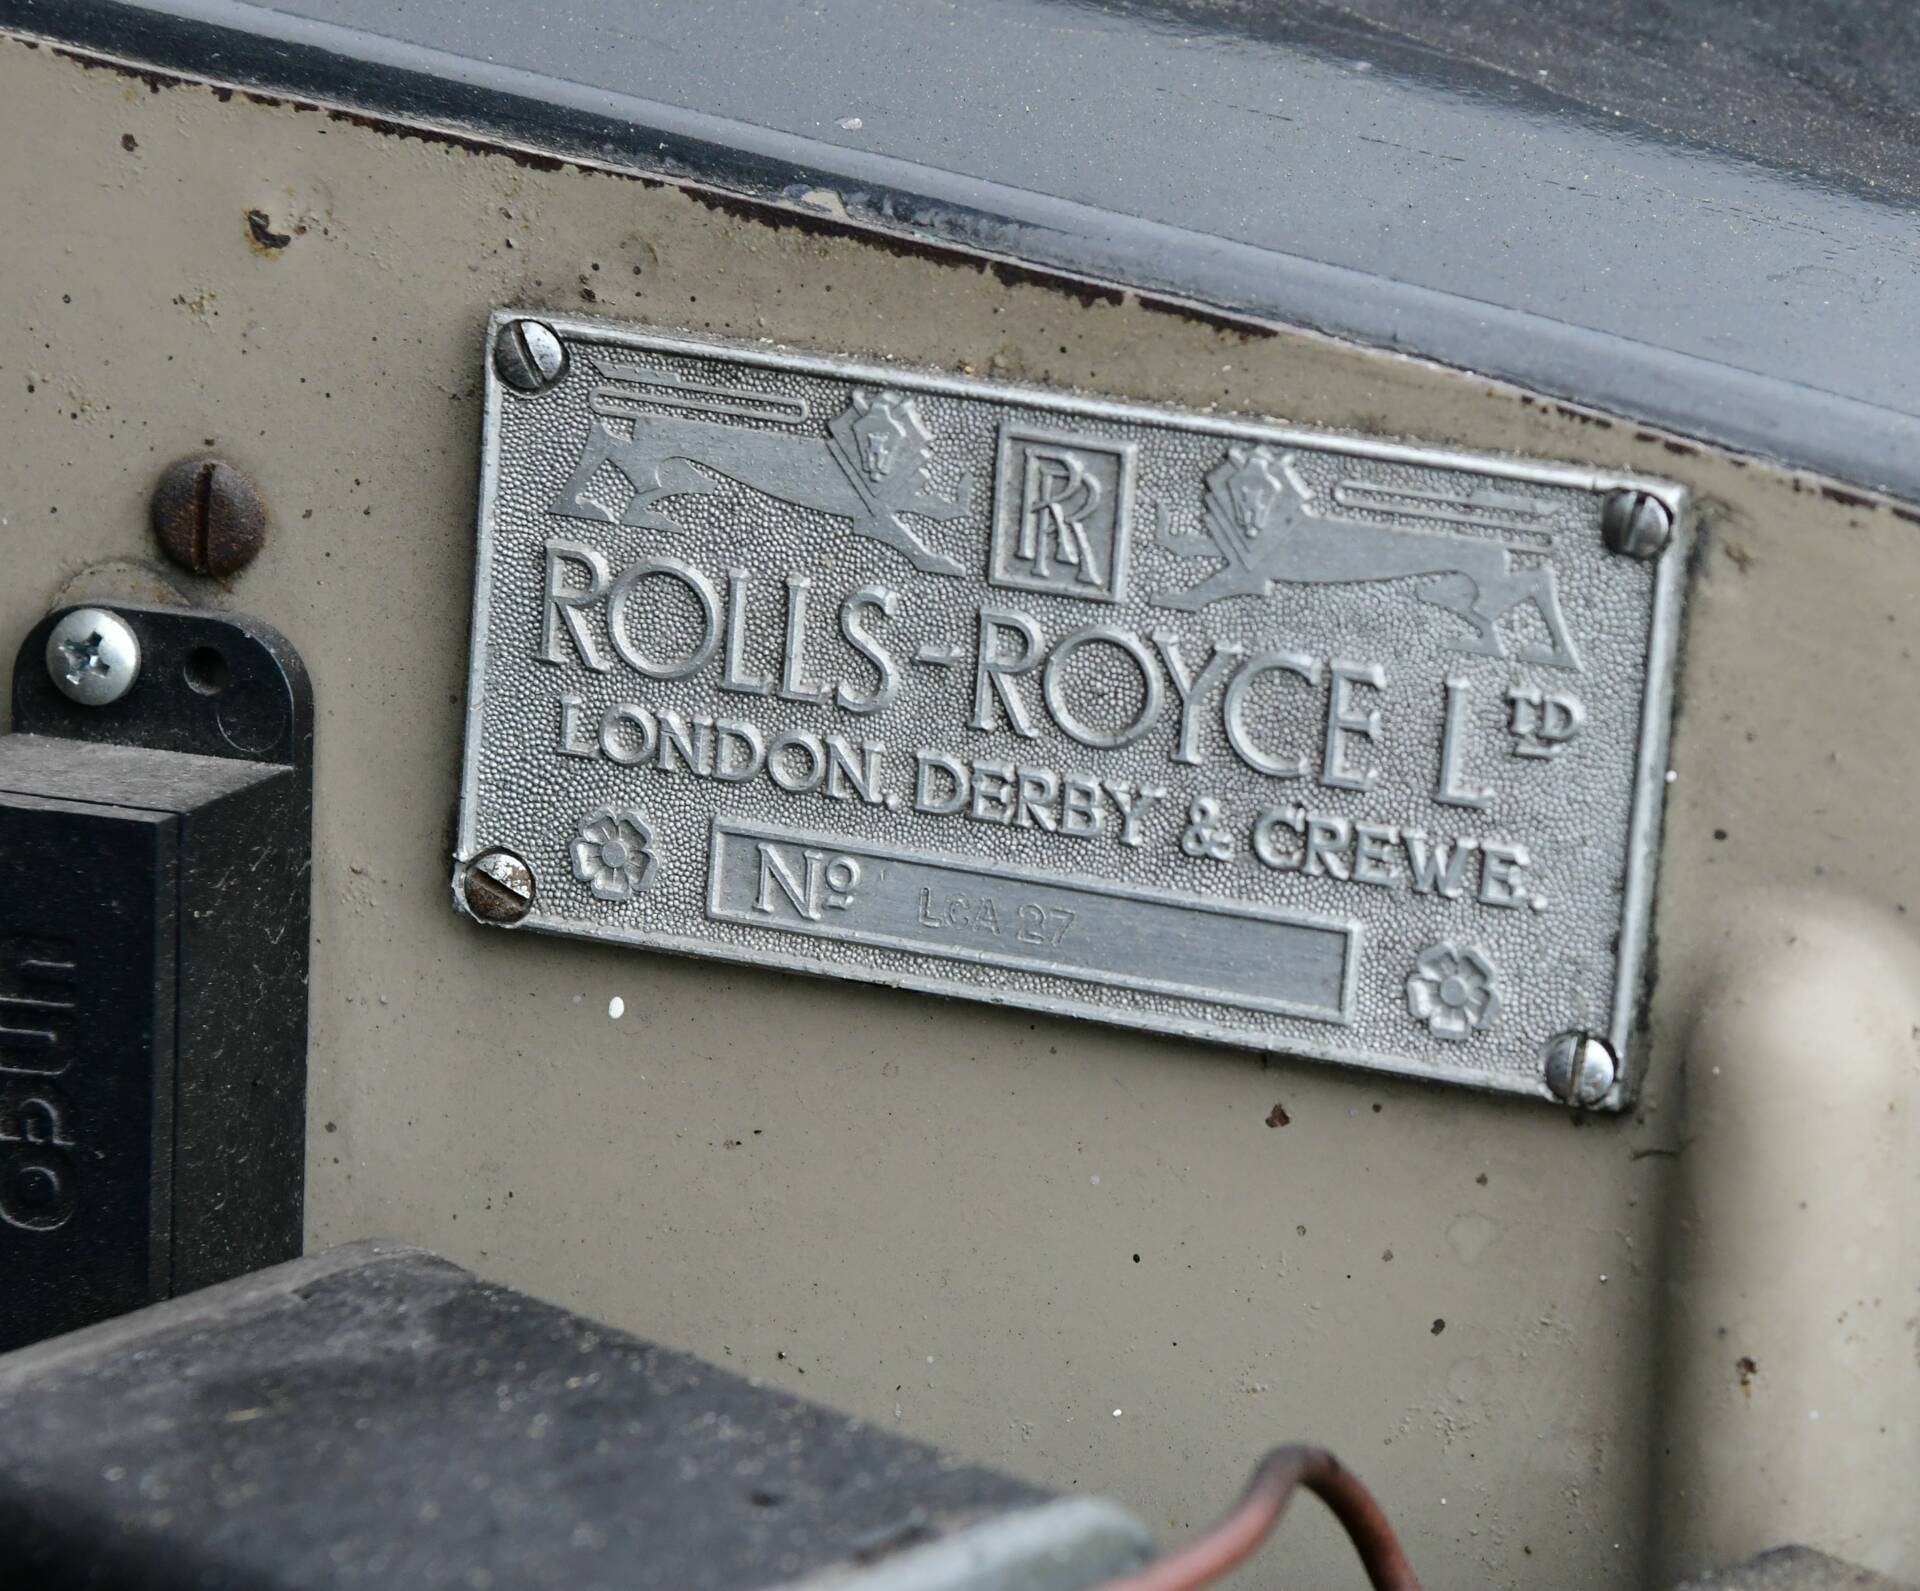 RR
ROLLS-ROYCE LTD
LONDON. DERBY & CREWE.
Nº LCA 27